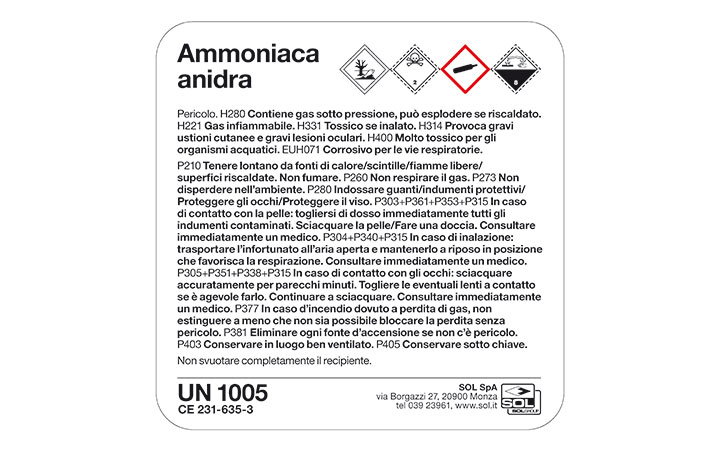 Ammoniaca
anidra
2
8
Pericolo. H280 Contiene gas sotto pressione, può esplodere se riscaldato.
H221 Gas infiammabile. H331 Tossico se inalato. H314 Provoca gravi
ustioni cutanee e gravi lesioni oculari. H400 Molto tossico per gli
organismi acquatici. EUH071 Corrosivo per le vie respiratorie.
P210 Tenere lontano da fonti di calore/scintille/fiamme libere/
superfici riscaldate. Non fumare. P260 Non respirare il gas. P273 Non
disperdere nell'ambiente. P280 Indossare guanti/indumenti protettivi/
Proteggere gli occhi/Proteggere il viso. P303+P361+P353+P315 In caso
di contatto con la pelle: togliersi di dosso immediatamente tutti gli
indumenti contaminati. Sciacquare la pelle/Fare una doccia. Consultare
immediatamente un medico. P304+P340+P315 In caso di inalazione:
trasportare l'infortunato all'aria aperta e mantenerlo a riposo in posizione
che favorisca la respirazione. Consultare immediatamente un medico.
P305+P351+P338+P315 In caso di contatto con gli occhi: sciacquare
accuratamente per parecchi minuti. Togliere le eventuali lenti a contatto
se è agevole farlo. Continuare a sciacquare. Consultare immediatamente
un medico. P377 In caso d'incendio dovuto a perdita di gas, non
estinguere a meno che non sia possibile bloccare la perdita senza
pericolo. P381 Eliminare ogni fonte d'accensione se non c'è pericolo.
P403 Conservare in luogo ben ventilato. P405 Conservare sotto chiave.
Non svuotare completamente il recipiente.
UN 1005
CE 231-635-3
SOL SpA
via Borgazzi 27, 20900 Monza
tel 039 23961, www.sol.it
SOL
SOLGROUP